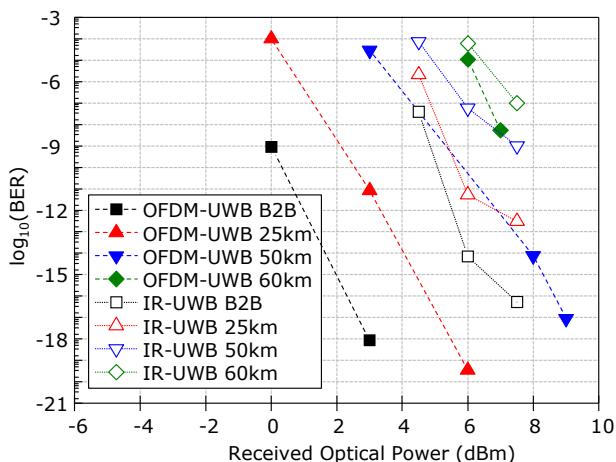 -3
-6
-9
-12
-15
-18
-21
log₁₀(BER)
OFDM-UWB B2B
OFDM-UWB 25km
OFDM-UWB 50km
OFDM-UWB 60km
IR-UWB B2B
IR-UWB 25km
IR-UWB 50km
IR-UWB 60km
-6 -4 -2 0 2 4 6 8 10
Received Optical Power (dBm)